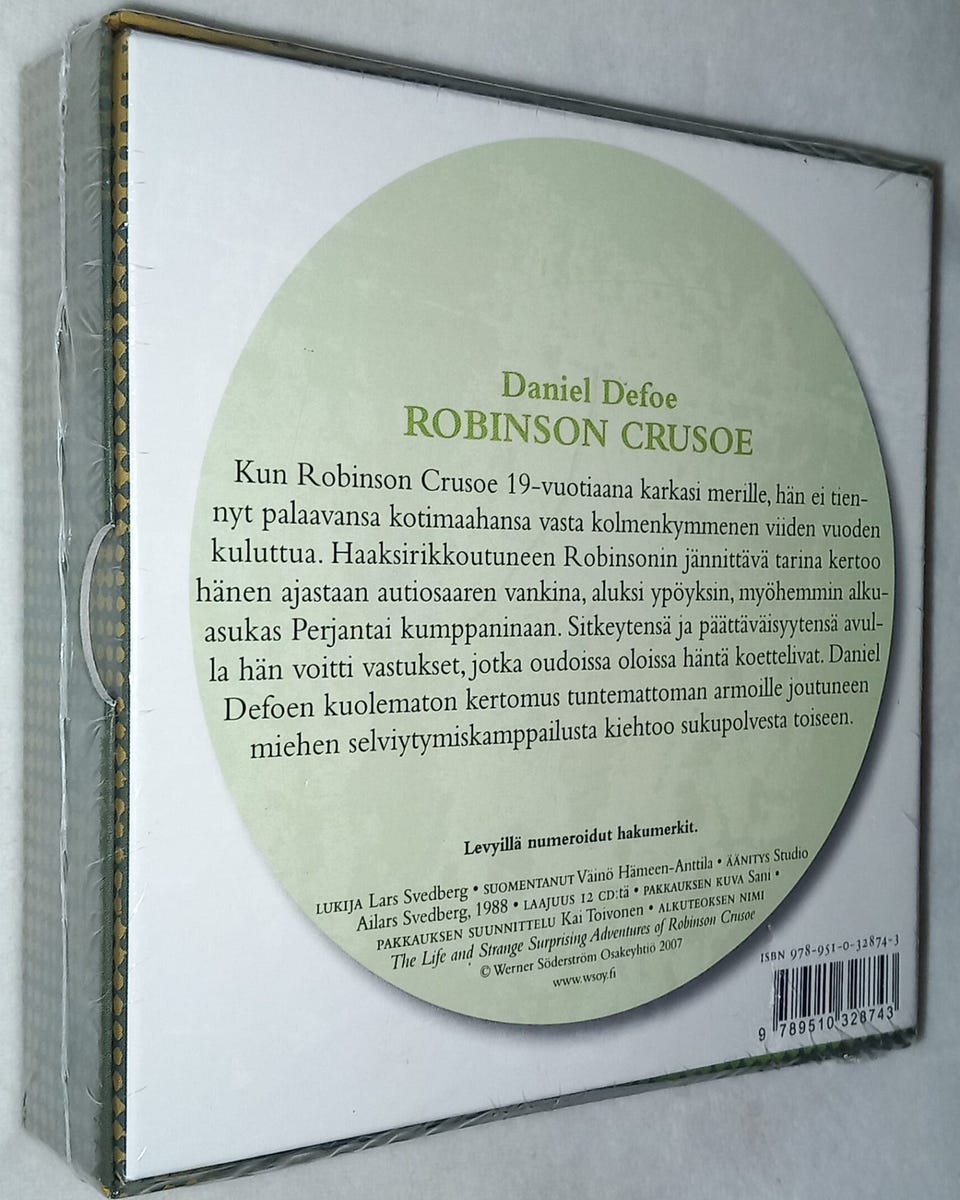 Daniel Defoe
ROBINSON CRUSOE
Kun Robinson Crusoe 19-vuotiaana karkasi merille, hän ei tien-
nyt palaavansa kotimaahansa vasta kolmenkymmenen viiden vuoden
kuluttua. Haaksirikkoutuneen Robinsonin jännittävä tarina kertoo
hänen ajastaan autiosaaren vankina, aluksi ypöyksin, myöhemmin alku-
asukas Perjantai kumppaninaan. Sitkeytensä ja päättäväisyytensä avul-
la hän voitti vastukset, jotka oudoissa oloissa häntä koettelivat. Daniel
Defoen kuolematon kertomus tuntemattoman armoille joutuneen
miehen selviytymiskamppailusta kiehtoo sukupolvesta toiseen.
Levyillä numeroidut hakumerkit.
LUKIJA Lars Svedberg • SUOMENTANUT Väinö Hämeen-Anttila • ÄÄNITYS Studio
Ailars Svedberg, 1988 • LAAJUUS 12 CD:tä • PAKKAUKSEN KUVA Sani •
PAKKAUKSEN SUUNNITTELU Kai Toivonen • ALKUTEOKSEN NIMI
The Life and Strange Surprising Adventures of Robinson Crusoe
© Werner Söderström Osakeyhtiö 2007
www.wsoy.fi
ISBN 978-951-0-32874-3
9 789510 328743